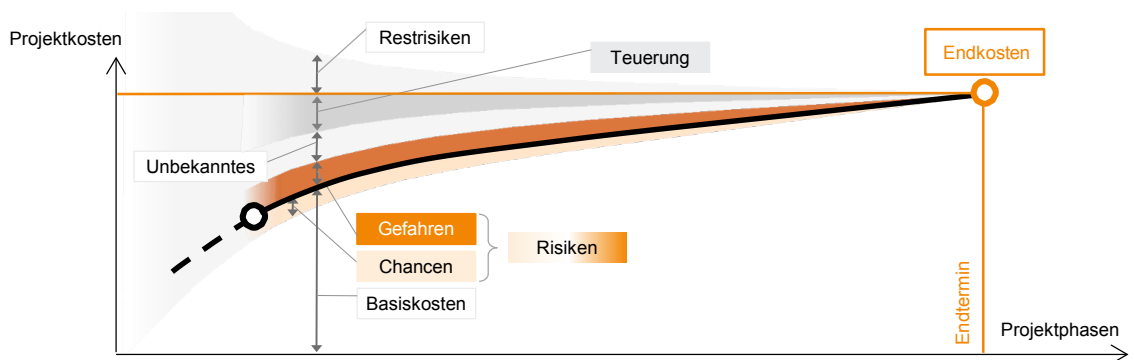 Projektkosten
Restrisiken
Teuerung
Endkosten
Unbekanntes
Gefahren
Chancen
Risiken
Basiskosten
Endtermin
Projektphasen